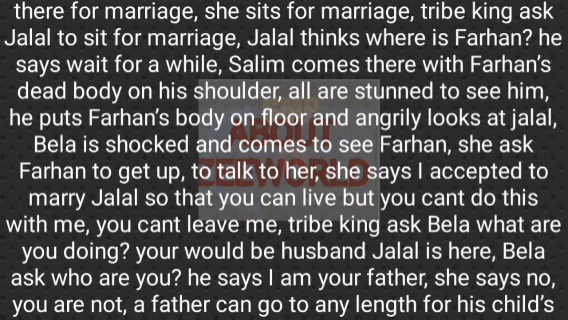 there for marriage, she sits for marriage, tribe king ask
Jalal to sit for marriage, Jalal thinks where is Farhan? he
says wait for a while, Salim comes there with Farhan's
dead body on his shoulder, all are stunned to see him,
he puts Farhan's body on floor and angrily looks at jalal,
Bela is shocked and comes to see Farhan, she ask
Farhan to get up, to talk to her, she says I accepted to
marry Jalal so that you can live but you cant do this
with me, you cant leave me, tribe king ask Bela what are
you doing? your would be husband Jalal is here, Bela
ask who are you? he says I am your father, she says no,
you are not, a father can go to any length for his child's
ABOUT
ZEEWORLD